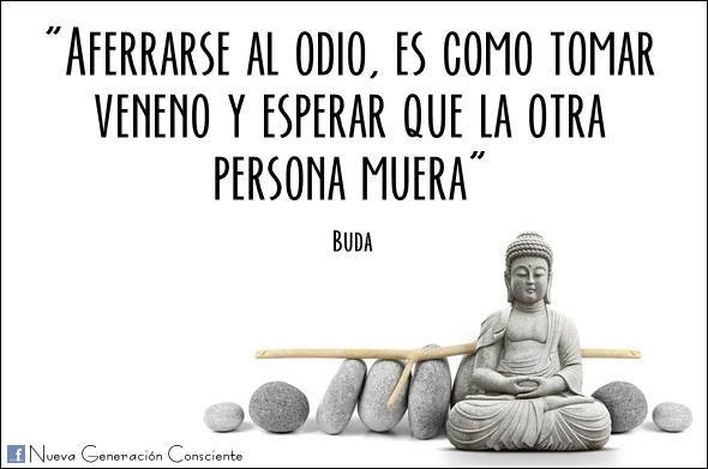 "AFERRARSE AL ODIO, ES COMO TOMAR
VENENO Y ESPERAR QUE LA OTRA
PERSONA MUERA"
BUDA
f Nueva Generación Consciente